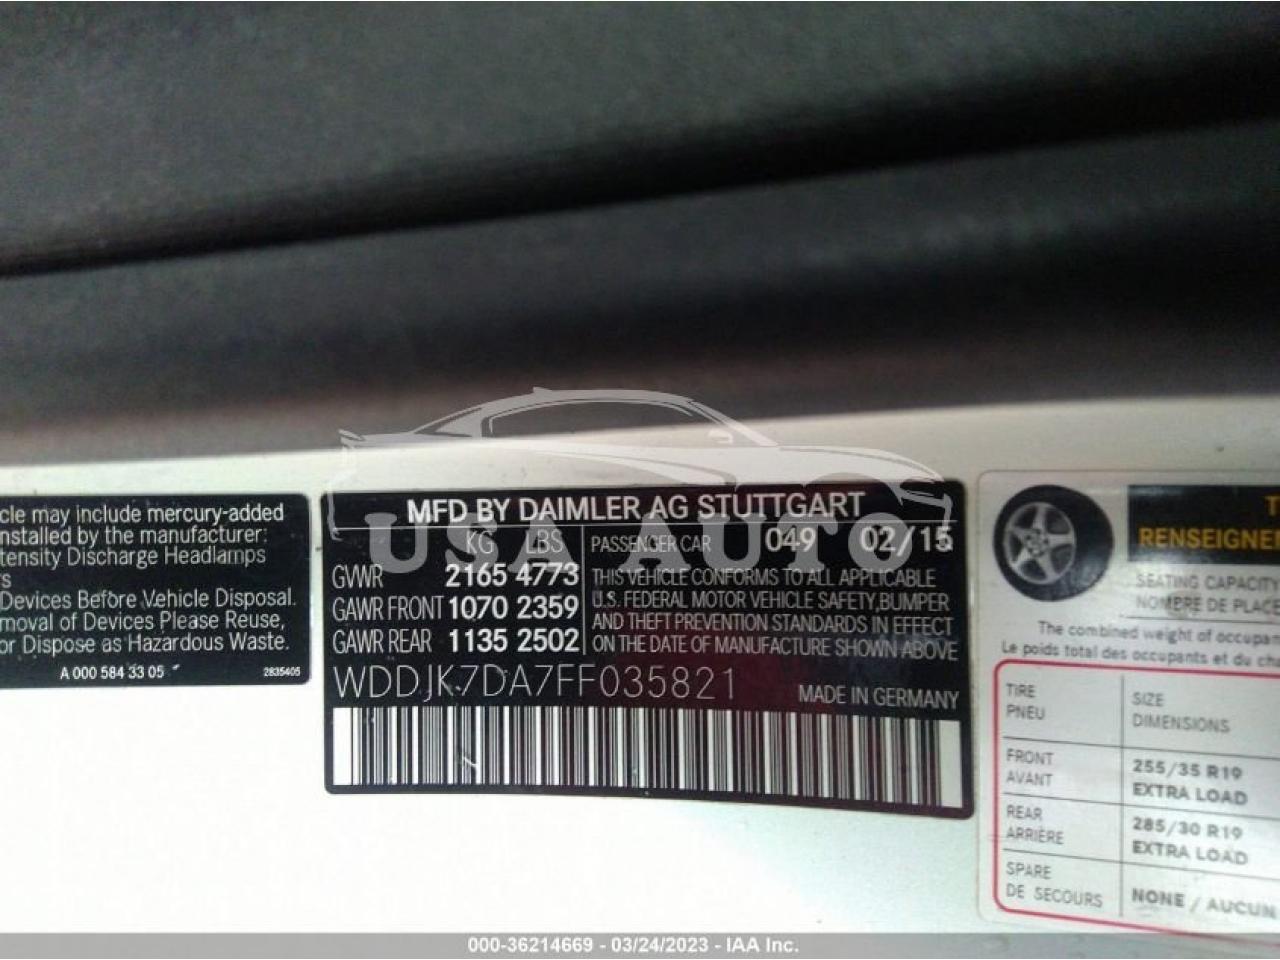 cle may include mercury-added
installed by the manufacturer:
tensity Discharge Headlamps
rs
Devices Before Vehicle Disposal.
moval of Devices Please Reuse,
or Dispose as Hazardous Waste.
A 000 584 33 05
2835405
MFD BY DAIMLER AG STUTTGART
KG LBS
GVWR 2165 4773
GAWR FRONT 1070 2359
GAWR REAR 1135 2502
PASSENGER CAR 049 02/15
THIS VEHICLE CONFORMS TO ALL APPLICABLE
U.S. FEDERAL MOTOR VEHICLE SAFETY, BUMPER
AND THEFT PREVENTION STANDARDS IN EFFECT
ON THE DATE OF MANUFACTURE SHOWN ABOVE
WDDJK7DA7FF035821
MADE IN GERMANY
USA AUTO
T
RENSEIGNE
SEATING CAPACITY
NOMBRE DE PLACE
The combined weight of occupan
Le poids total des occupants et du c
TIRE
PNEU
SIZE
DIMENSIONS
FRONT
AVANT
255/35 R19
EXTRA LOAD
REAR
ARRIÈRE
285/30 R19
EXTRA LOAD
SPARE
DE SECOURS
NONE / AUCUN
000-36214669 - 03/24/2023 - IAA Inc.